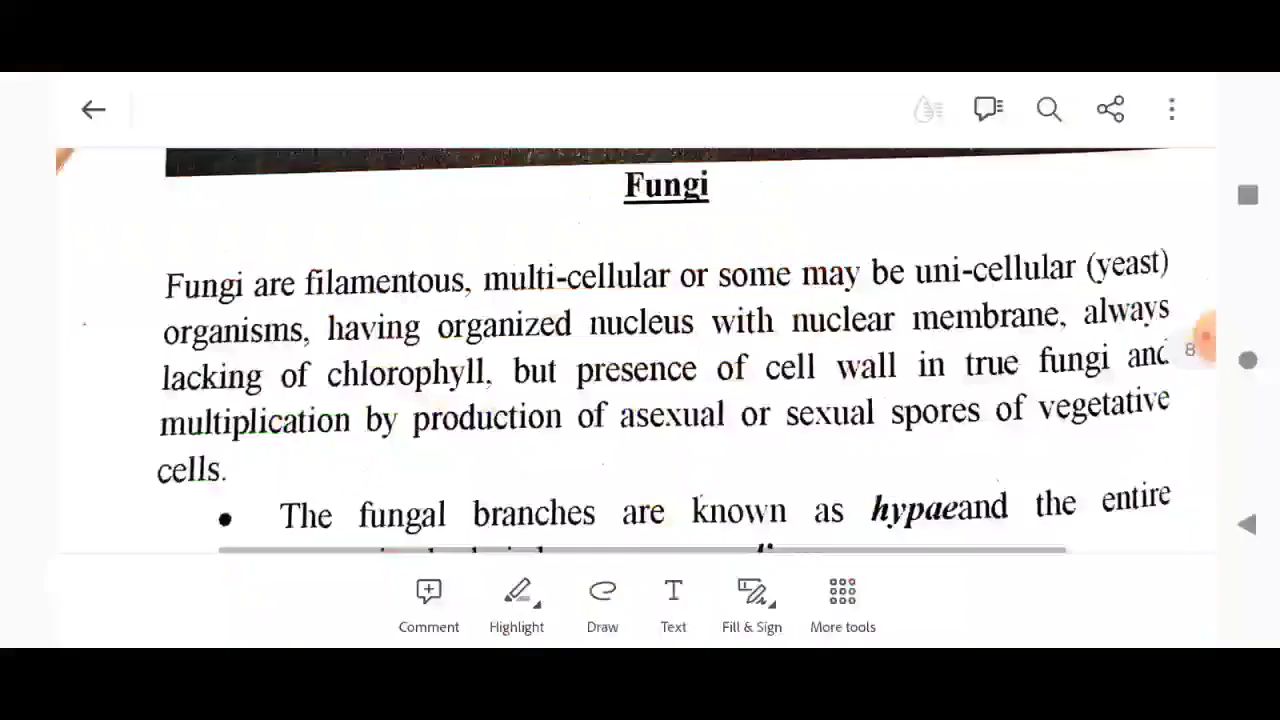 Fungi
Fungi are filamentous, multi-cellular or some may be uni-cellular (yeast)
organisms, having organized nucleus with nuclear membrane, always
lacking of chlorophyll, but presence of cell wall in true fungi and
8
multiplication by production of asexual or sexual spores of vegetative
cells.
• The fungal branches are known as hypaeand the entire
Comment Highlight Draw Text Fill & Sign More tools